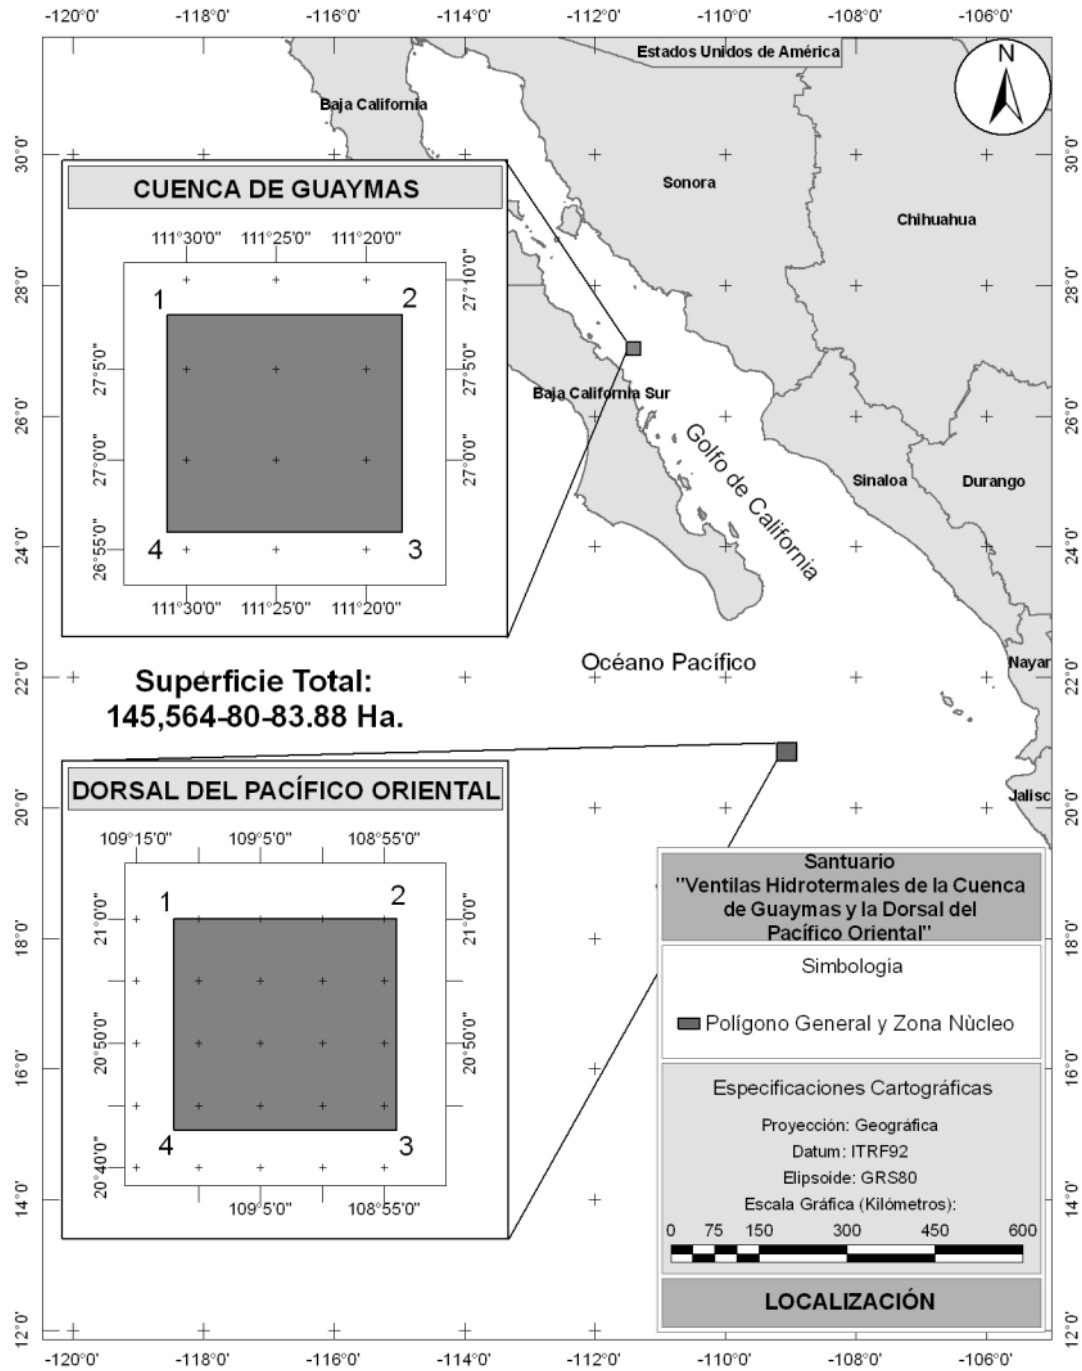 -120°0' -118°0' -116°0' -114°0' -112°0' -110°0' -108°0' -106°0'
N
Estados Unidos de América
Baja California
Sonora
Chihuahua
30°0'
30°0'
28°0'
28°0'
26°0'
26°0'
24°0'
24°0'
22°0'
22°0'
20°0'
20°0'
18°0'
18°0'
16°0'
16°0'
14°0'
14°0'
12°0'
12°0'
CUENCA DE GUAYMAS
111°30'0" 111°25'0" 111°20'0"
27°10'0"
1
2
27°5'0"
27°5'0"
27°0'0"
27°0'0"
4
3
26°55'0"
111°30'0" 111°25'0" 111°20'0"
Baja California Sur
Golfo de California
Sinaloa
Durango
Océano Pacífico
Nayar
Jalisc
Superficie Total:
145,564-80-83.88 Ha.
DORSAL DEL PACÍFICO ORIENTAL
109°15'0" 109°5'0" 108°55'0"
1
2
21°0'0"
21°0'0"
20°50'0"
20°50'0"
4
3
20°40'0"
109°5'0" 108°55'0"
Santuario
"Ventilas Hidrotermales de la Cuenca
de Guaymas y la Dorsal del
Pacífico Oriental"
Simbologia
Polígono General y Zona Nùcleo
Especificaciones Cartográficas
Proyección: Geográfica
Datum: ITRF92
Elipsoide: GRS80
Escala Gráfica (Kilómetros):
0 75 150 300 450 600
LOCALIZACIÓN
-120°0' -118°0' -116°0' -114°0' -112°0' -110°0' -108°0' -106°0'